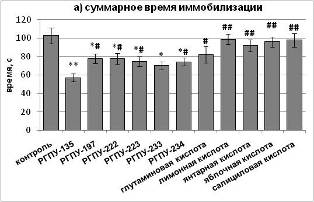 а) суммарное время иммобилизации
время, с
120
100
80
60
40
20
0
**
*#
*#
*#
*
*#
#
##
##
##
##
контроль
РГПУ-135
РГПУ-197
РГПУ-222
РГПУ-223
РГПУ-233
РГПУ-234
глутаминовая кислота
лимонная кислота
янтарная кислота
яблочная кислота
салициловая кислота